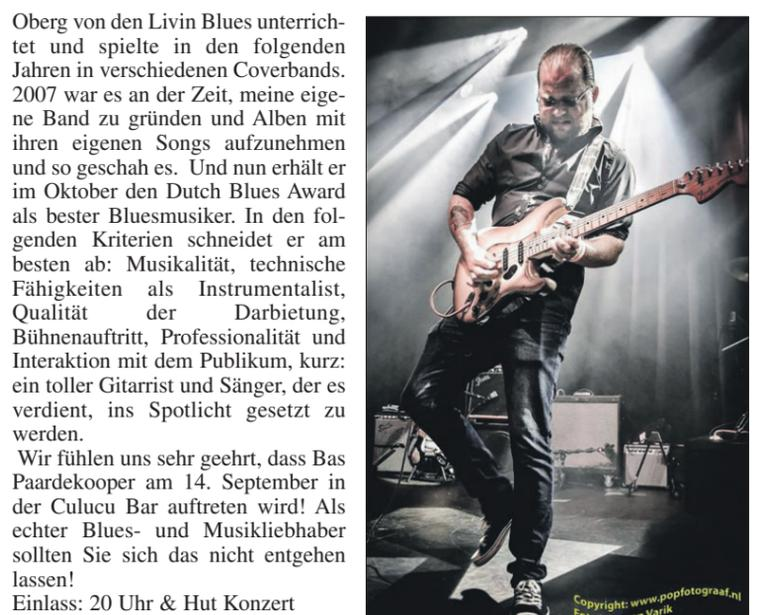 Oberg von den Livin Blues unterrich-
tet und spielte in den folgenden
Jahren in verschiedenen Coverbands.
2007 war es an der Zeit, meine eige-
ne Band zu gründen und Alben mit
ihren eigenen Songs aufzunehmen
und so geschah es. Und nun erhält er
im Oktober den Dutch Blues Award
als bester Bluesmusiker. In den fol-
genden Kriterien schneidet er am
besten ab: Musikalität, technische
Fähigkeiten als Instrumentalist,
Qualität der Darbietung,
Bühnenauftritt, Professionalität und
Interaktion mit dem Publikum, kurz:
ein toller Gitarrist und Sänger, der es
verdient, ins Spotlicht gesetzt zu
werden.
Wir fühlen uns sehr geehrt, dass Bas
Paardekooper am 14. September in
der Culucu Bar auftreten wird! Als
echter Blues- und Musikliebhaber
sollten Sie sich das nicht entgehen
lassen!
Einlass: 20 Uhr & Hut Konzert
Copyright: www.popfotograaf.nl
Varik